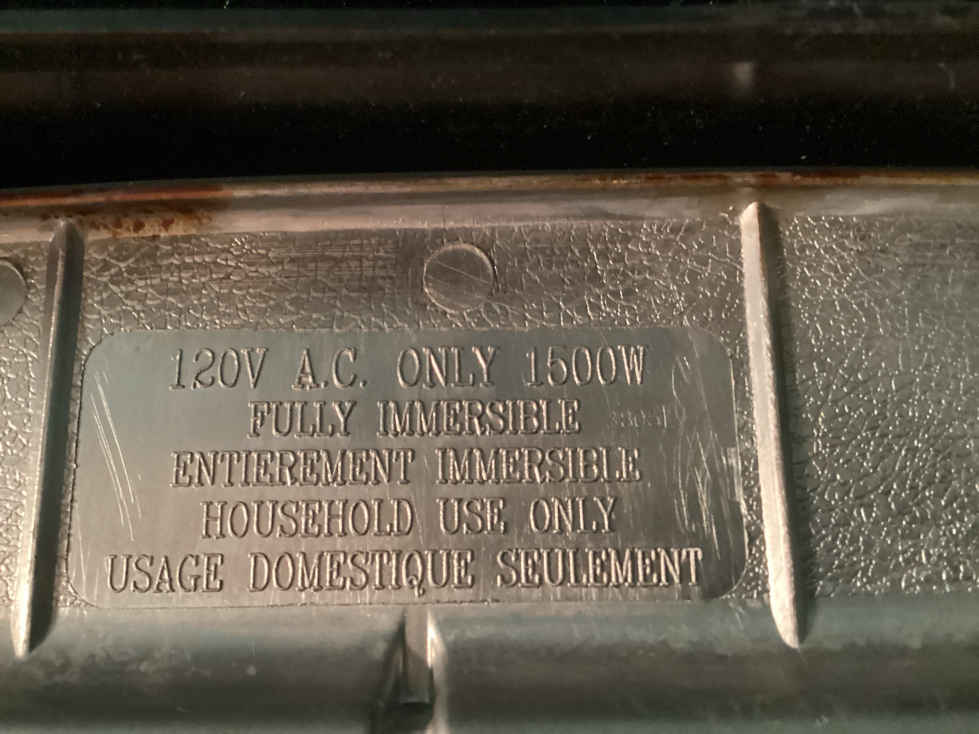 120V A.C. ONLY 1500W
FULLY IMMERSIBLE
ENTIEREMENT IMMERSIBLE
HOUSEHOLD USE ONLY
USAGE DOMESTIQUE SEULEMENT